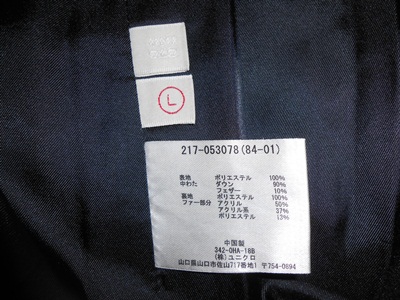 L
217-053078(84-01)
表地 ポリエステル 100%
中わた ダウン 90%
フェザー 10%
裏地 ポリエステル 100%
ファー部分 アクリル 50%
アクリル系 37%
ポリエステル 13%
中国製
342-0HA-18B
(株)ユニクロ
山口県山口市佐山717番地1 〒754-0894